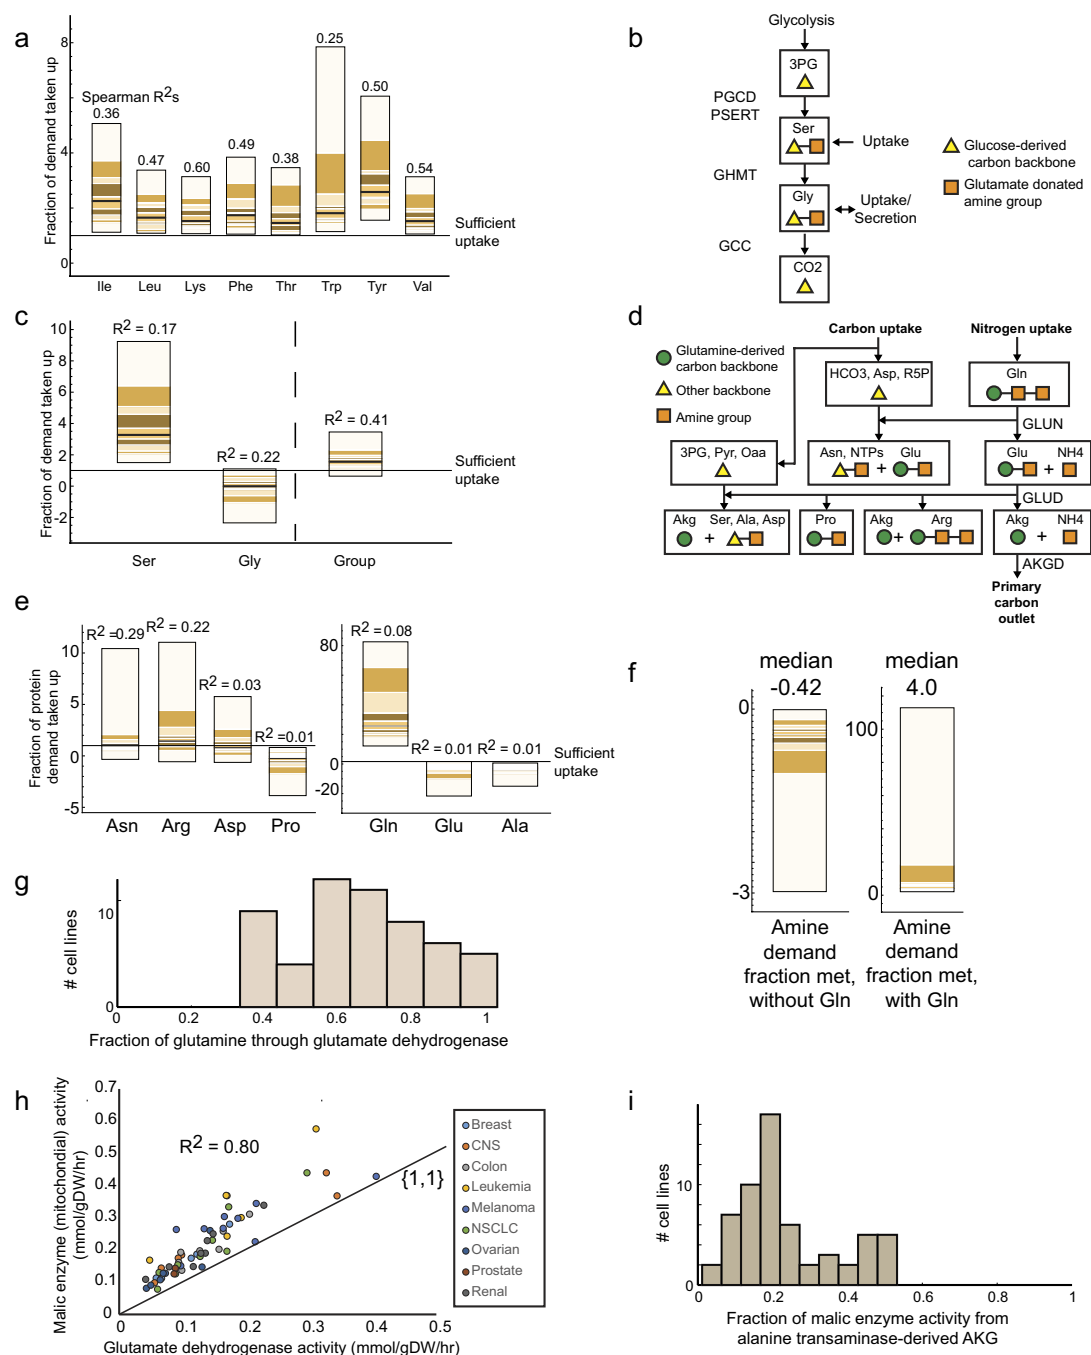 a
Fraction of demand taken up
8
4
2
0
Spearman R²s
0.36
0.47
0.60
0.49
0.38
0.25
0.50
0.54
Sufficient
uptake
Ile
Leu
Lys
Phe
Thr
Trp
Tyr
Val
b
Glycolysis
3PG
PGCD
PSERT
Ser
Uptake
GHMT
Gly
Uptake/
Secretion
GCC
CO2
Glucose-derived
carbon backbone
Glutamate donated
amine group
c
Fraction of demand taken up
10
8
6
4
2
0
-2
R² = 0.17
R² = 0.22
R² = 0.41
Sufficient
uptake
Ser
Gly
Group
d
Glutamine-derived
carbon backbone
Other backbone
Amine group
Carbon uptake
Nitrogen uptake
HCO3, Asp, R5P
Gln
GLUN
3PG, Pyr, Oaa
Asn, NTPs
Glu
+
Glu
NH4
+
GLUD
Akg
Ser, Ala, Asp
+
Pro
Akg
Arg
+
Akg
NH4
+
AKGD
Primary
carbon
outlet
e
Fraction of protein
demand taken up
10
5
0
-5
R² = 0.29
R² = 0.22
R² = 0.03
R² = 0.01
Asn
Arg
Asp
Pro
80
0
-20
R² = 0.08
R² = 0.01
R² = 0.01
Sufficient
uptake
Gln
Glu
Ala
f
median
-0.42
0
-3
Amine
demand
fraction met,
without Gln
median
4.0
100
0
Amine
demand
fraction met,
with Gln
g
# cell lines
10
0
0
0.2
0.4
0.6
0.8
1
Fraction of glutamine through glutamate dehydrogenase
h
Malic enzyme (mitochondial) activity
(mmol/gDW/hr)
0.7
0.6
0.5
0.4
0.3
0.2
0.1
0
R² = 0.80
{1,1}
Breast
CNS
Colon
Leukemia
Melanoma
NSCLC
Ovarian
Prostate
Renal
0
0.1
0.2
0.3
0.4
0.5
Glutamate dehydrogenase activity (mmol/gDW/hr)
i
# cell lines
10
0
0
0.2
0.4
0.6
0.8
1
Fraction of malic enzyme activity from
alanine transaminase-derived AKG